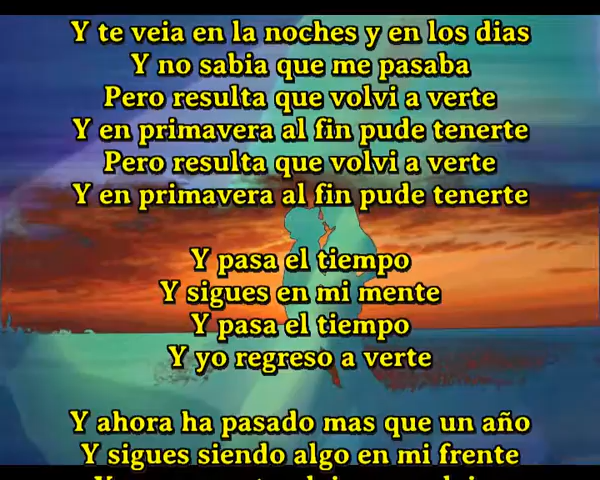 Y te veia en la noches y en los dias
Y no sabia que me pasaba
Pero resulta que volvi a verte
Y en primavera al fin pude tenerte
Pero resulta que volvi a verte
Y en primavera al fin pude tenerte
Y pasa el tiempo
Y sigues en mi mente
Y pasa el tiempo
Y yo regreso a verte
Y ahora ha pasado mas que un año
Y sigues siendo algo en mi frente